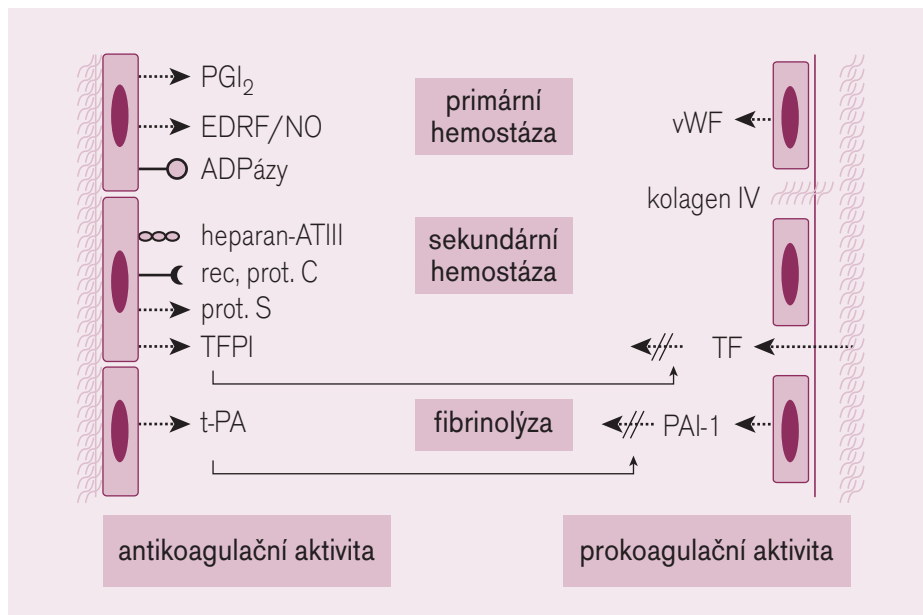 PGI₂
EDRF/NO
ADPázy
primární
hemostáza
vWF
kolagen IV
heparan-ATIII
rec, prot. C
prot. S
TFPI
sekundární
hemostáza
TF
t-PA
fibrinolýza
PAI-1
antikoagulační aktivita
prokoagulační aktivita